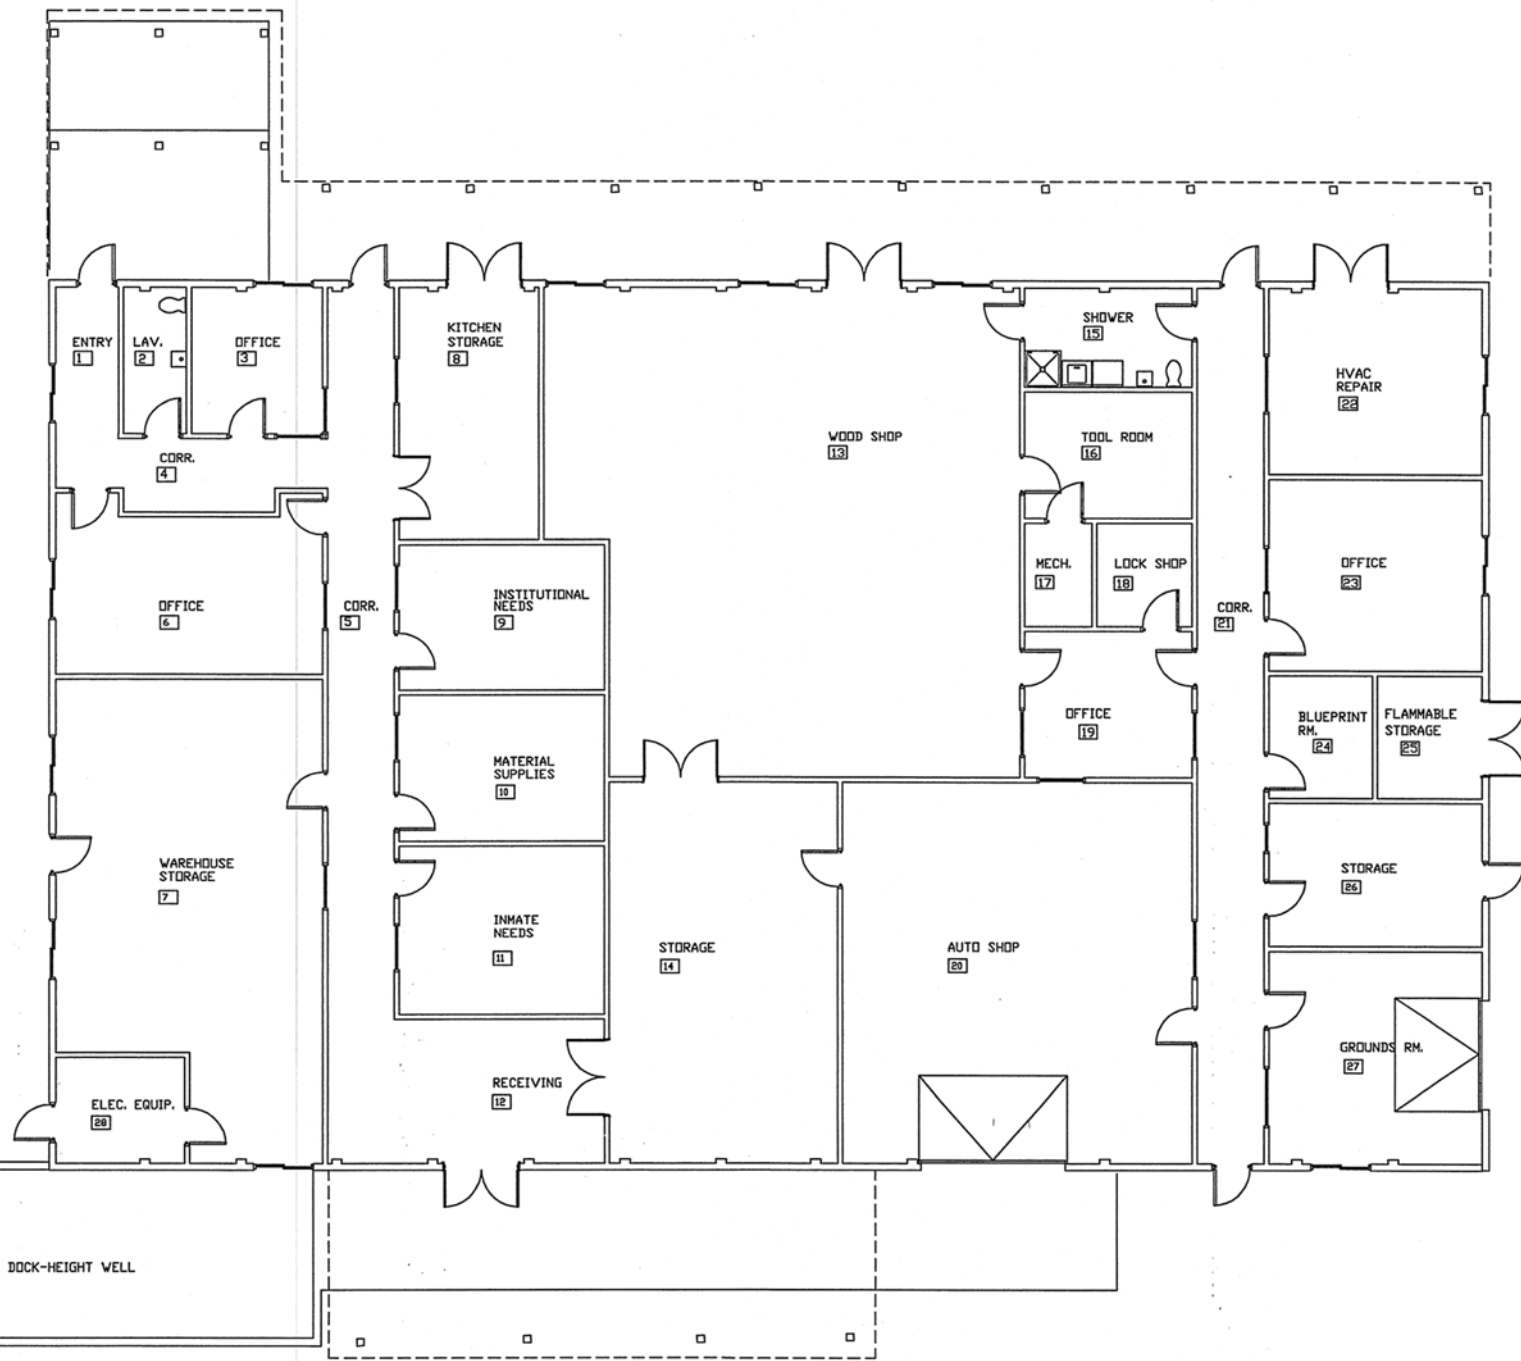 ENTRY
1
LAV.
2
OFFICE
3
CORR.
4
CORR.
5
OFFICE
6
WAREHOUSE
STORAGE
7
KITCHEN
STORAGE
8
INSTITUTIONAL
NEEDS
9
MATERIAL
SUPPLIES
10
INMATE
NEEDS
11
RECEIVING
12
WOOD SHOP
13
STORAGE
14
SHOWER
15
TOOL ROOM
16
MECH.
17
LOCK SHOP
18
OFFICE
19
AUTO SHOP
20
CORR.
21
HVAC
REPAIR
22
OFFICE
23
BLUEPRINT
RM.
24
FLAMMABLE
STORAGE
25
STORAGE
26
GROUNDS RM.
27
ELEC. EQUIP.
28
DOCK-HEIGHT WELL